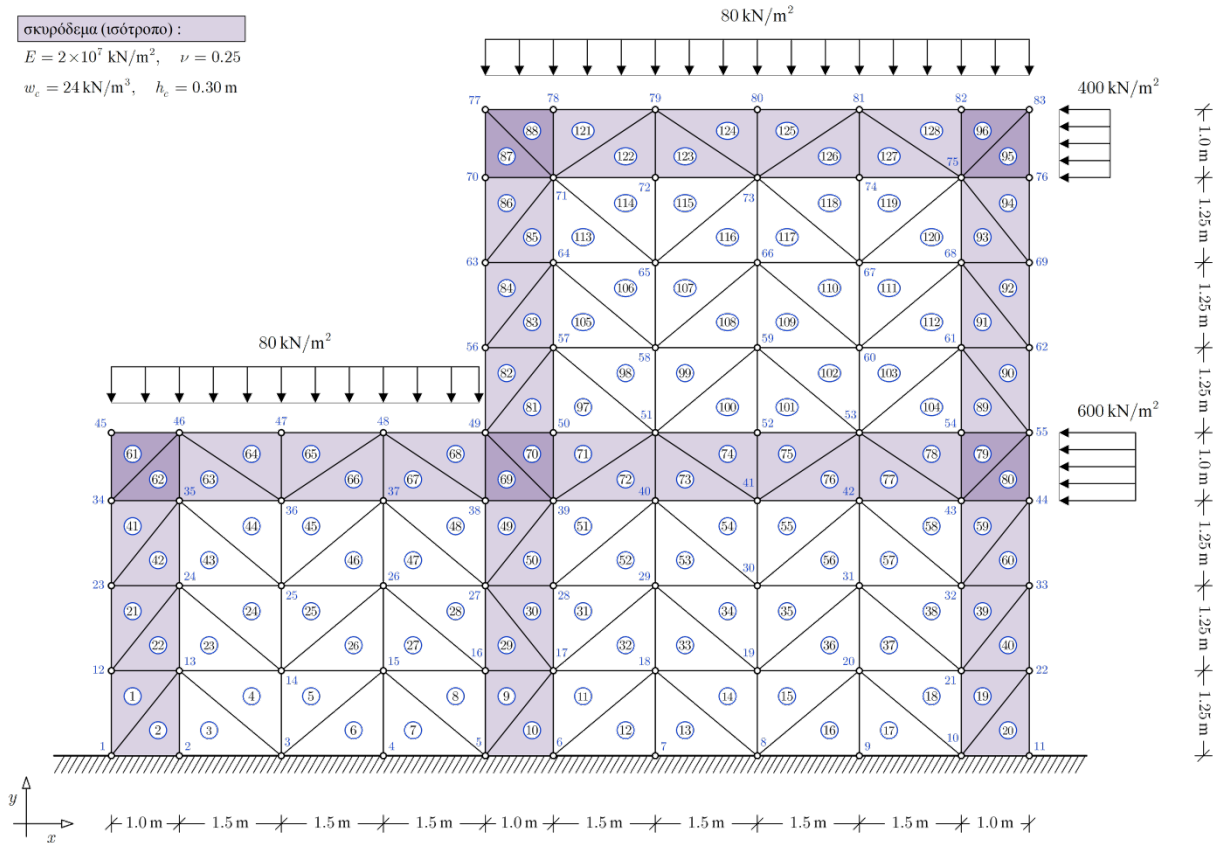 σκυρόδεμα (ισότροπο) :
E = 2×10⁷ kN/m², ν = 0.25
w_c = 24 kN/m³, h_c = 0.30 m
80 kN/m²
400 kN/m²
77 78 79 80 81 82 83
88 121 124 125 128 96
87 122 123 126 127 75 95
1.0 m
70 71 72 73 74 76
86 114 115 118 119 94
85 113 116 117 120 93
1.25 m
63 64 65 66 67 68 69
84 106 107 110 111 92
83 105 108 109 112 91
1.25 m
80 kN/m²
56 57 58 59 60 61 62
82 98 99 102 103 90
81 97 100 101 104 89
1.25 m
600 kN/m²
45 46 47 48 49 50 51 52 53 54 55
61 64 65 68 70 71 74 75 78 79
62 63 66 67 69 72 73 76 77 80
1.0 m
34 35 36 37 38 39 40 41 42 43 44
41 44 45 48 49 51 54 55 58 59
42 43 46 47 50 52 53 56 57 60
1.25 m
23 24 25 26 27 28 29 30 31 32 33
21 24 25 28 30 31 34 35 38 39
22 23 26 27 29 32 33 36 37 40
1.25 m
12 13 14 15 16 17 18 19 20 21 22
1 4 5 8 9 11 14 15 18 19
2 3 6 7 10 12 13 16 17 20
1.25 m
1 2 3 4 5 6 7 8 9 10 11
y
x
1.0 m 1.5 m 1.5 m 1.5 m 1.0 m 1.5 m 1.5 m 1.5 m 1.5 m 1.0 m